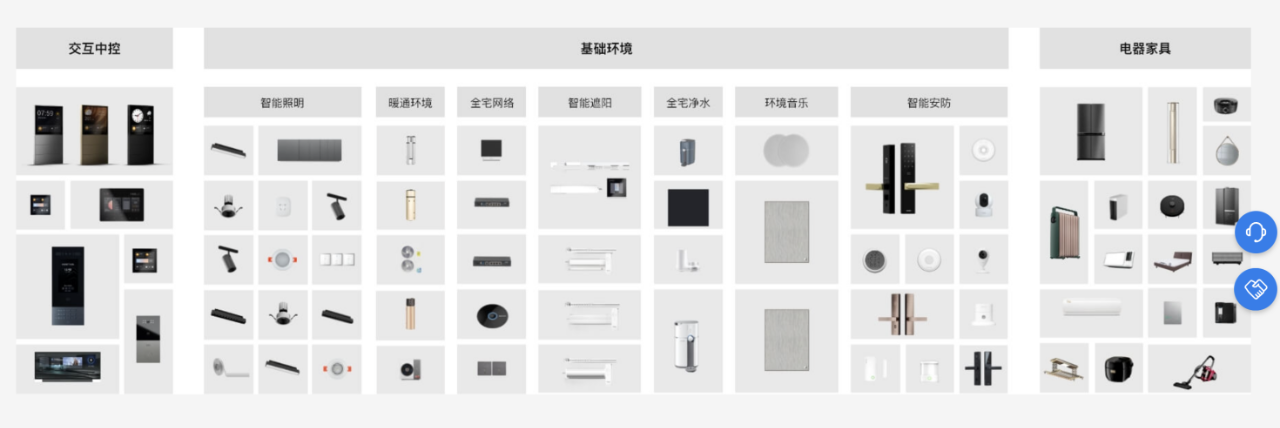 交互中控
基础环境
电器家具
智能照明
暖通环境
全宅网络
智能遮阳
全宅净水
环境音乐
智能安防
07:55